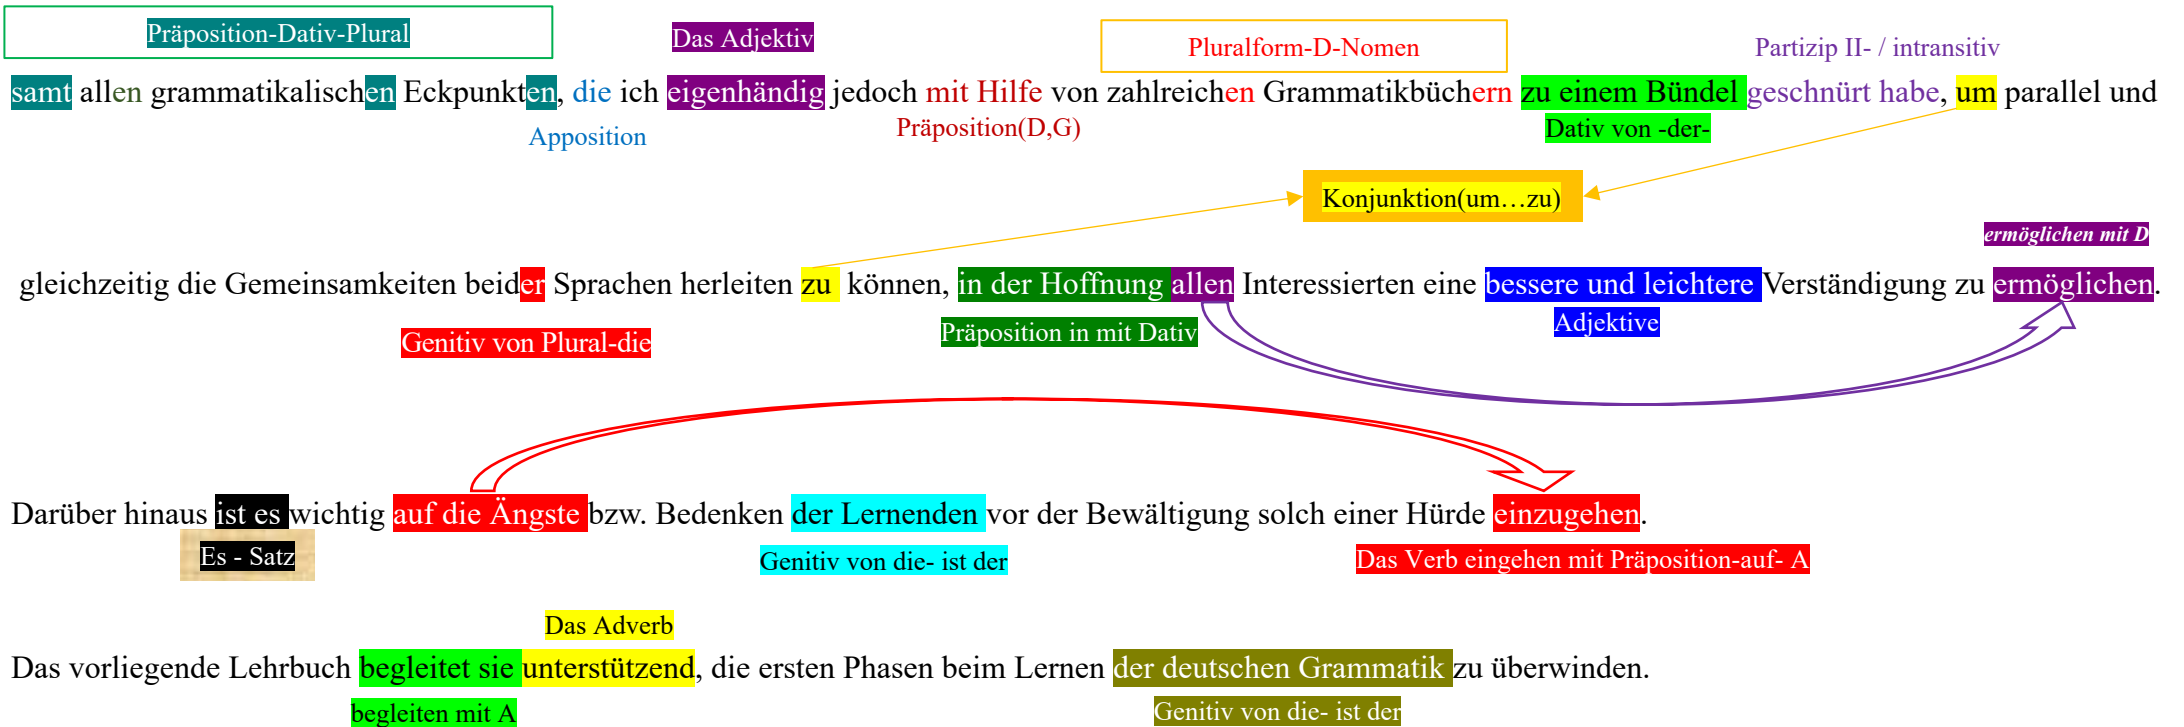 Präposition-Dativ-Plural
Das Adjektiv
Pluralform-D-Nomen
Partizip II- / intransitiv
samt allen grammatikalischen Eckpunkten, die ich eigenhändig jedoch mit Hilfe von zahlreichen Grammatikbüchern zu einem Bündel geschnürt habe, um parallel und
Apposition
Präposition(D,G)
Dativ von -der-
Konjunktion(um…zu)
ermöglichen mit D
gleichzeitig die Gemeinsamkeiten beider Sprachen herleiten zu können, in der Hoffnung allen Interessierten eine bessere und leichtere Verständigung zu ermöglichen.
Genitiv von Plural-die
Präposition in mit Dativ
Adjektive
Darüber hinaus ist es wichtig auf die Ängste bzw. Bedenken der Lernenden vor der Bewältigung solch einer Hürde einzugehen.
Es - Satz
Genitiv von die- ist der
Das Verb eingehen mit Präposition-auf- A
Das Adverb
Das vorliegende Lehrbuch begleitet sie unterstützend, die ersten Phasen beim Lernen der deutschen Grammatik zu überwinden.
begleiten mit A
Genitiv von die- ist der